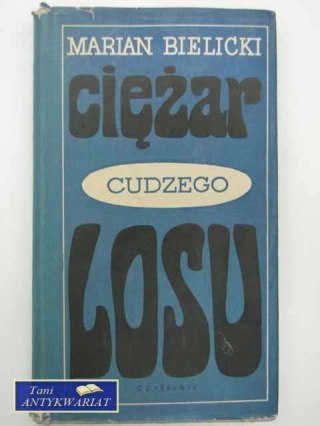 MARIAN BIELICKI
ciężar
CUDZEGO
LOSU
CZYTELNIK
Tani
ANTYKWARIAT